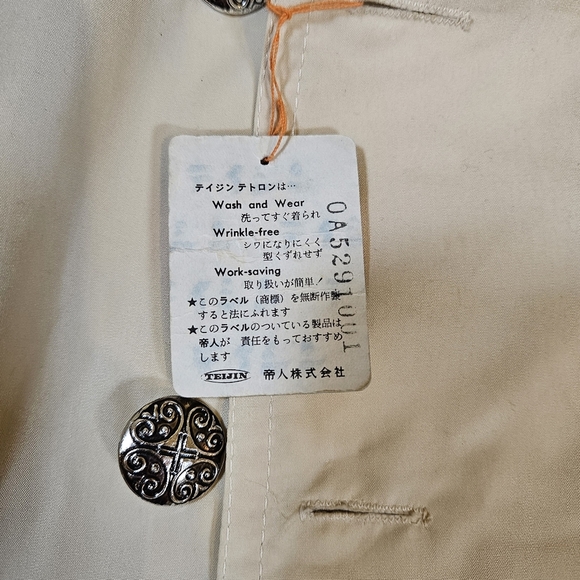 テイジン テトロンは…
Wash and Wear
洗ってすぐ着られ
Wrinkle-free
シワになりにくく
型くずれせず
Work-saving
取り扱いが簡単！
★このラベル（商標）を無断作製
すると法にふれます
★このラベルのついている製品は
帝人が 責任をもっておすすめ
します
TEIJIN 帝人株式会社
OA5291001